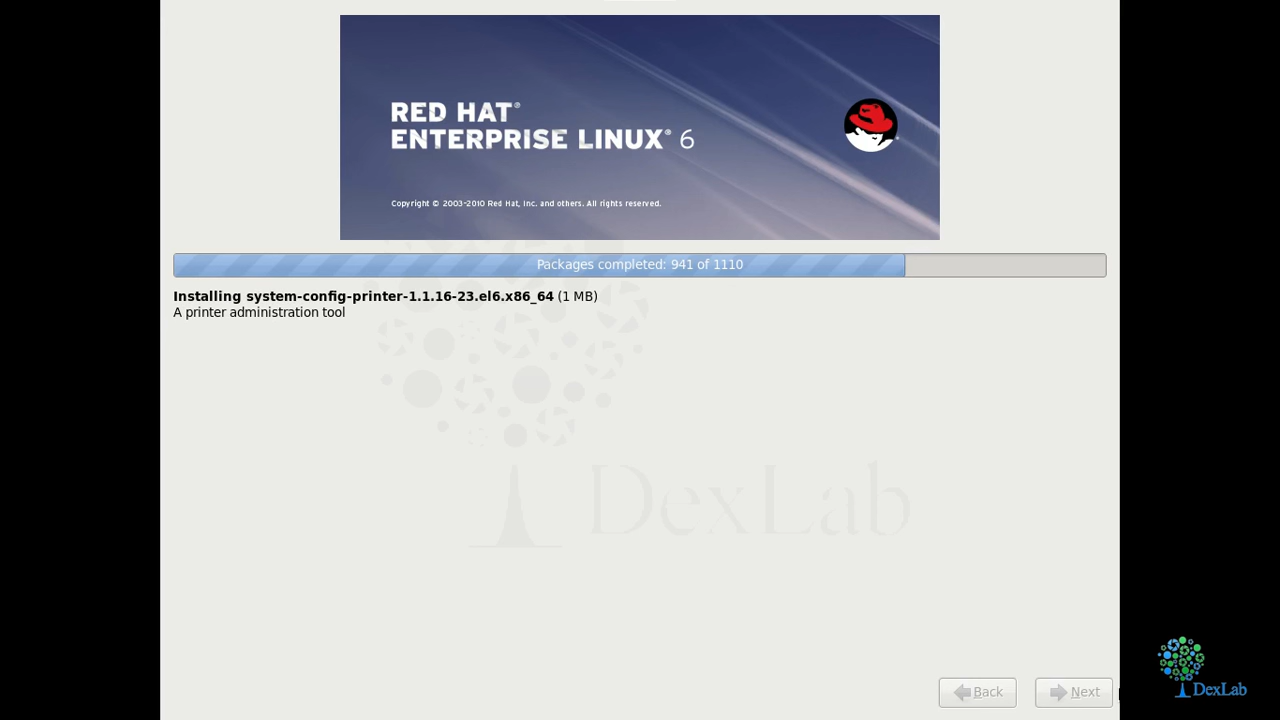 RED HAT®
ENTERPRISE LINUX® 6
Copyright © 2003-2010 Red Hat, Inc. and others. All rights reserved.
Packages completed: 941 of 1110
Installing system-config-printer-1.1.16-23.el6.x86_64 (1 MB)
A printer administration tool
DexLab
Back
Next
DexLab